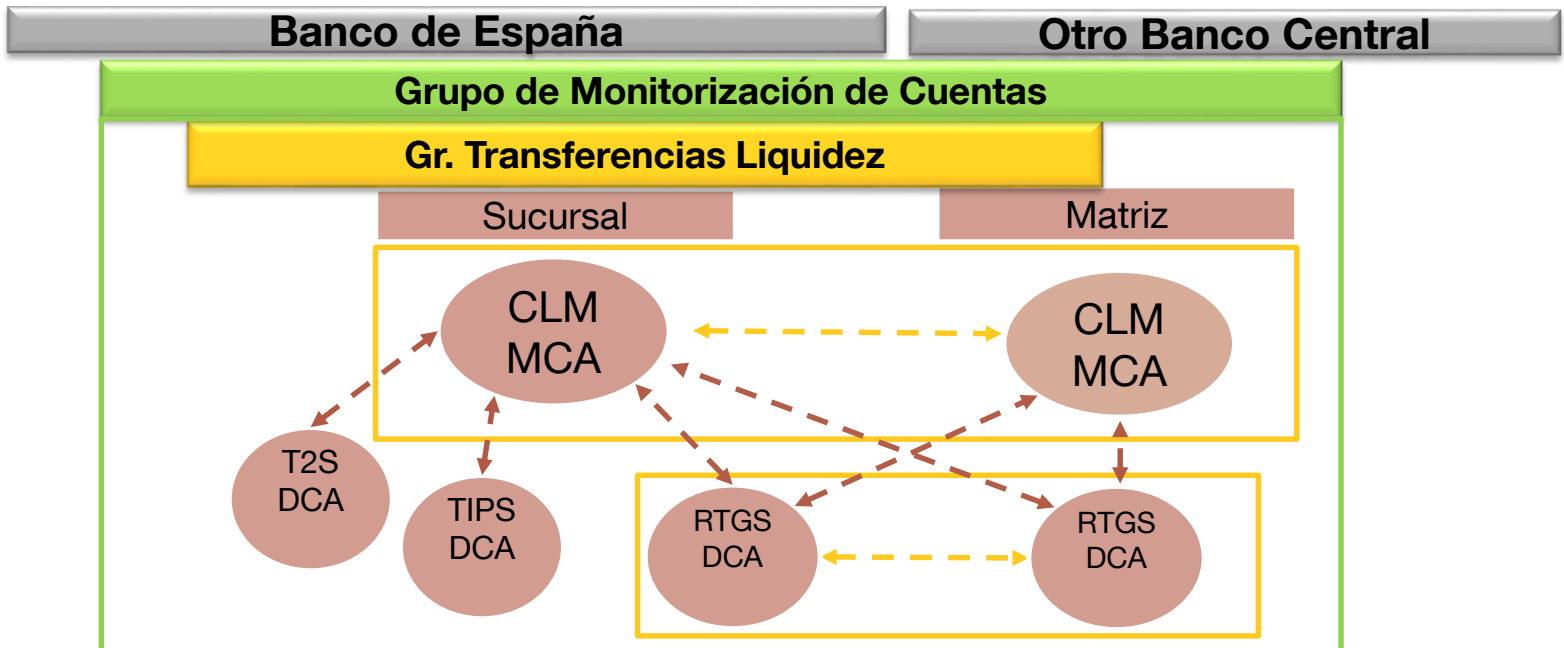 Banco de España
Otro Banco Central
Grupo de Monitorización de Cuentas
Gr. Transferencias Liquidez
Sucursal
Matriz
CLM
MCA
CLM
MCA
T2S
DCA
TIPS
DCA
RTGS
DCA
RTGS
DCA